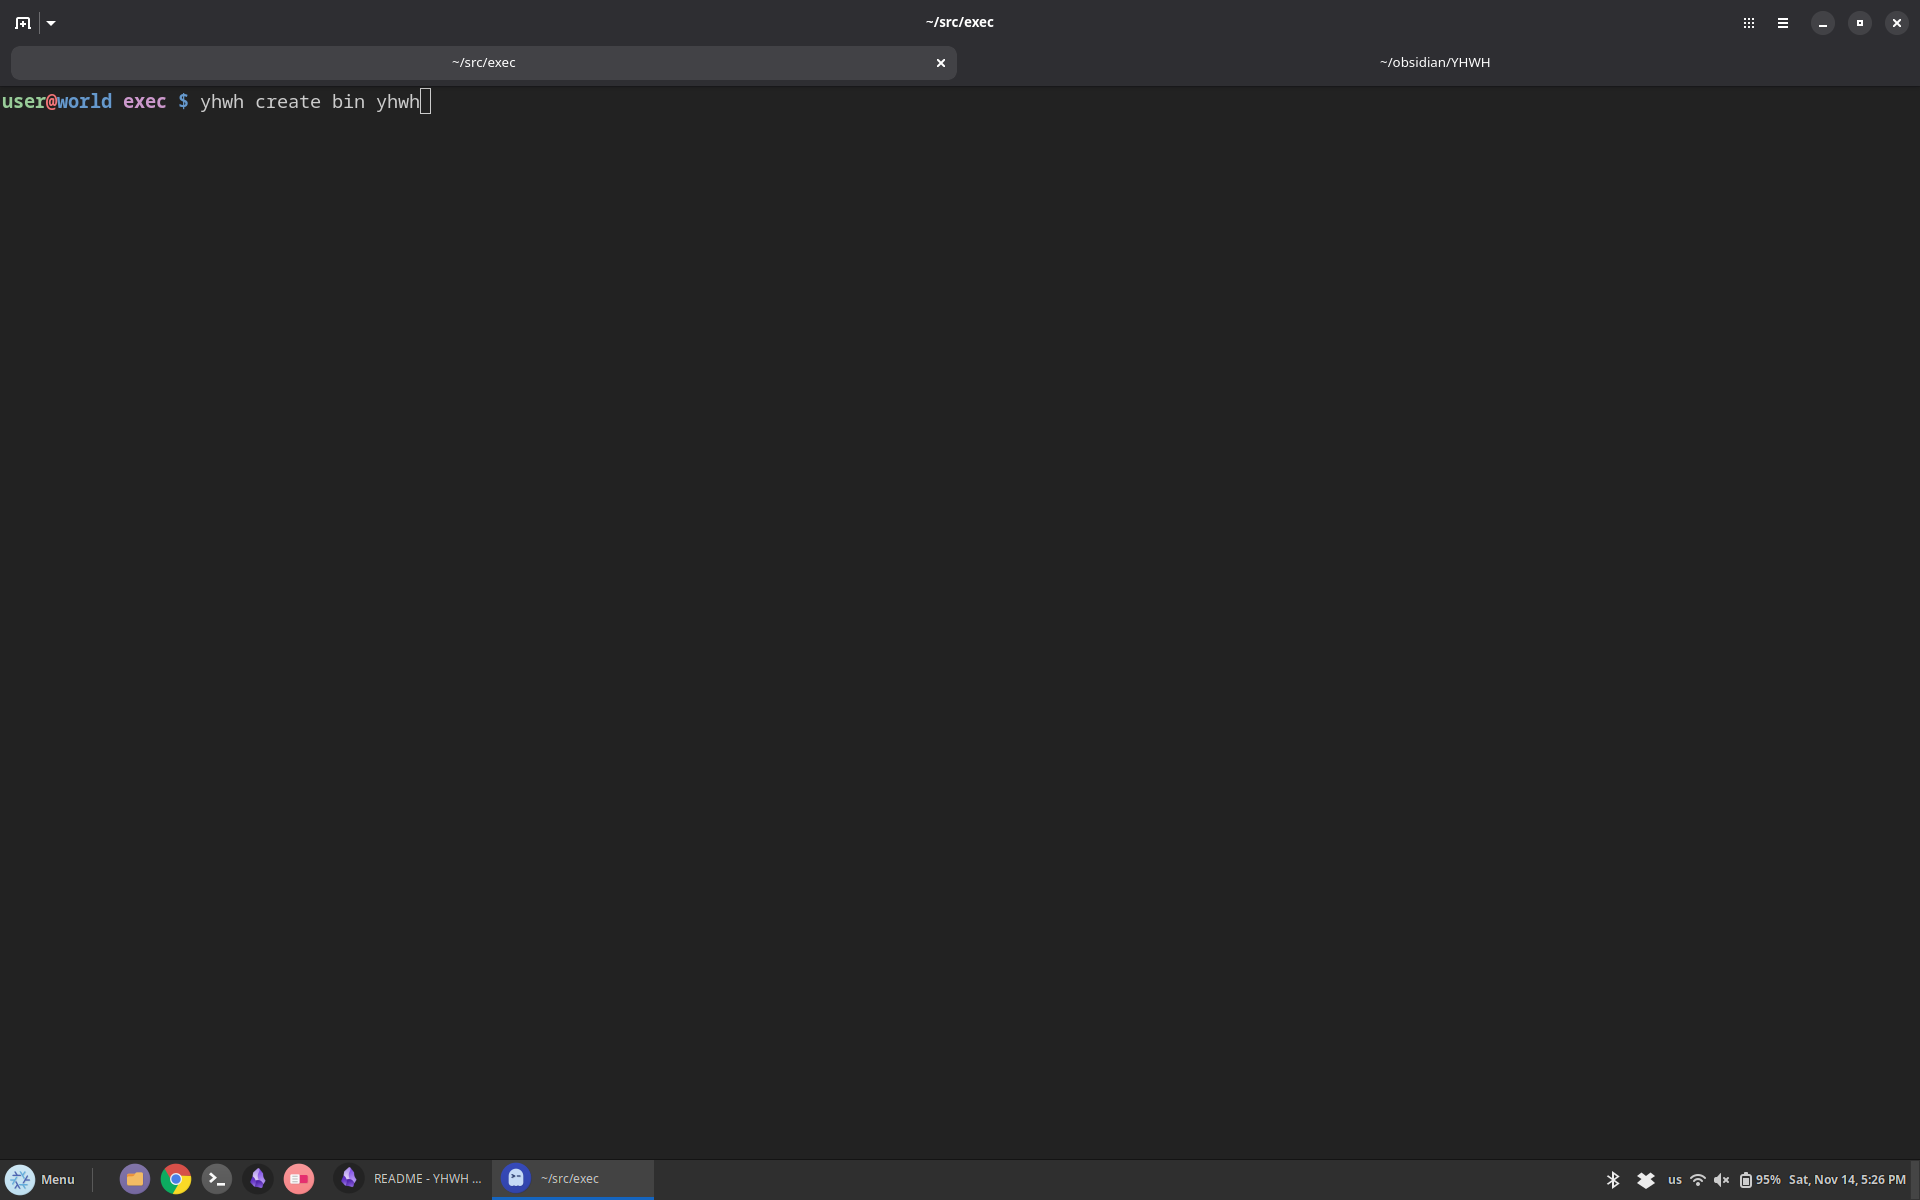 ~/src/exec
~/src/exec
~/obsidian/YHWH
user@world exec $ yhwh create bin yhwh
Menu
README - YHWH ...
~/src/exec
us
95%
Sat, Nov 14, 5:26 PM